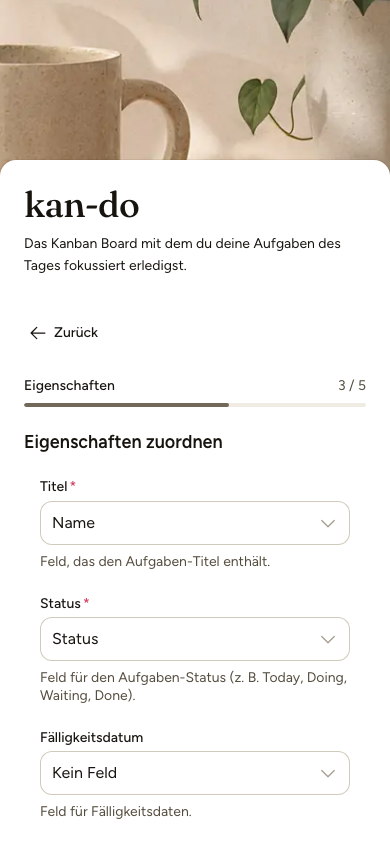 kan-do
Das Kanban Board mit dem du deine Aufgaben des
Tages fokussiert erledigst.
Zurück
Eigenschaften 3 / 5
Eigenschaften zuordnen
Titel *
Name
Feld, das den Aufgaben-Titel enthält.
Status *
Status
Feld für den Aufgaben-Status (z. B. Today, Doing,
Waiting, Done).
Fälligkeitsdatum
Kein Feld
Feld für Fälligkeitsdaten.